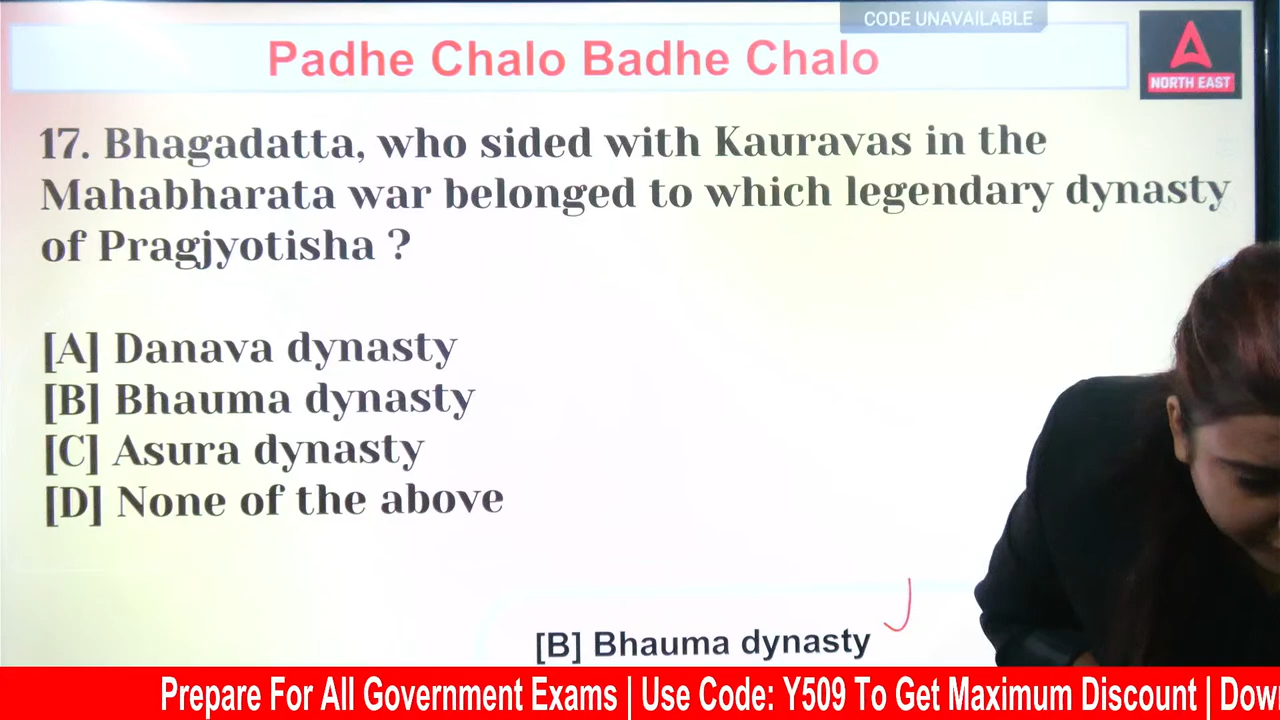 CODE UNAVAILABLE
Padhe Chalo Badhe Chalo
NORTH EAST
17. Bhagadatta, who sided with Kauravas in the
Mahabharata war belonged to which legendary dynasty
of Pragjyotisha ?
[A] Danava dynasty
[B] Bhauma dynasty
[C] Asura dynasty
[D] None of the above
[B] Bhauma dynasty
Prepare For All Government Exams | Use Code: Y509 To Get Maximum Discount |